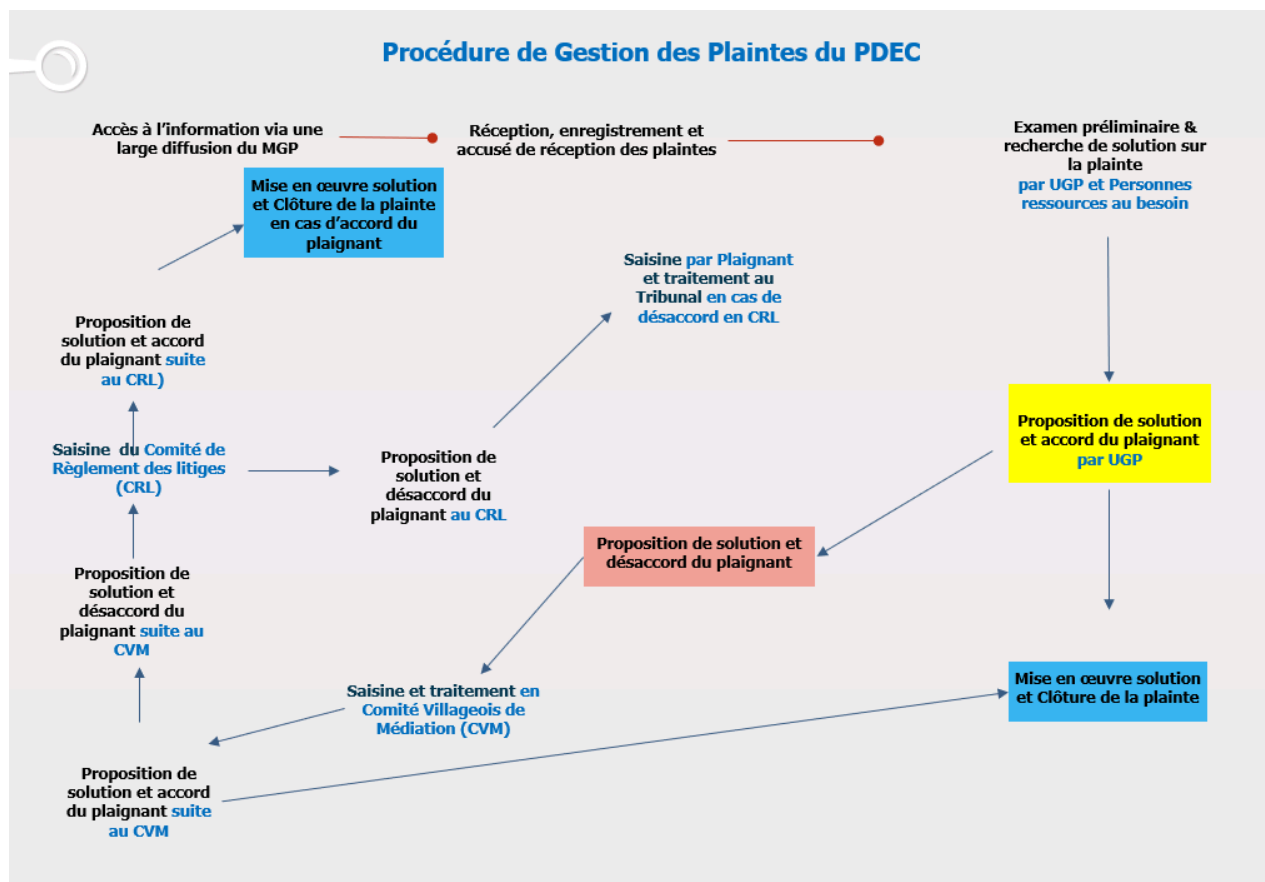 Procédure de Gestion des Plaintes du PDEC
Accès à l'information via une
large diffusion du MGP
Réception, enregistrement et
accusé de réception des plaintes
Examen préliminaire &
recherche de solution sur
la plainte
par UGP et Personnes
ressources au besoin
Mise en œuvre solution
et Clôture de la plainte
en cas d'accord du
plaignant
Saisine par Plaignant
et traitement au
Tribunal en cas de
désaccord en CRL
Proposition de
solution et accord
du plaignant suite
au CRL)
Saisine du Comité de
Règlement des litiges
(CRL)
Proposition de
solution et
désaccord du
plaignant au CRL
Proposition de solution
et accord du plaignant
par UGP
Proposition de solution et
désaccord du plaignant
Proposition de
solution et
désaccord du
plaignant suite au
CVM
Saisine et traitement en
Comité Villageois de
Médiation (CVM)
Mise en œuvre solution
et Clôture de la plainte
Proposition de
solution et accord
du plaignant suite
au CVM